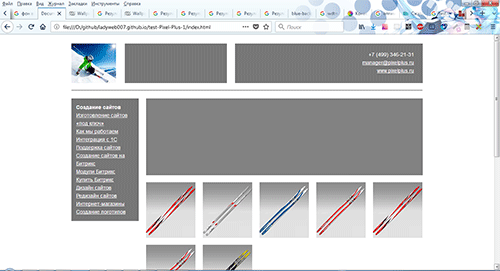 Правка Вид Журнал Закладки Инструменты Справка
file:///D:/github/ladyweb007.github.io/test-Pixel-Plus-1/index.html
Поиск
+7 (499) 346-21-31
manager@pixelplus.ru
www.pixelplus.ru
Создание сайтов
Изготовление сайтов
«под ключ»
Как мы работаем
Интеграция с 1С
Поддержка сайтов
Создание сайтов на
Битрикс
Модули Битрикс
Купить Битрикс
Дизайн сайтов
Редизайн сайтов
Интернет-магазины
Создание логотипов